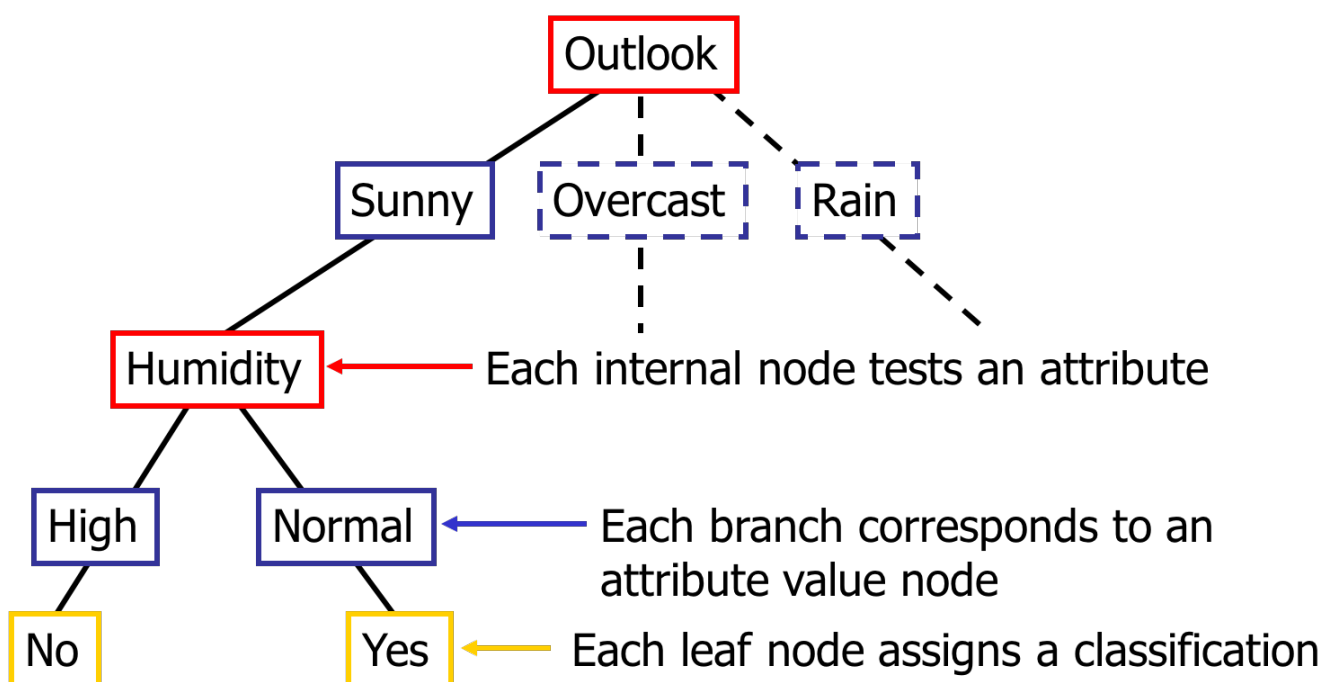 Outlook
Sunny
Overcast
Rain
Humidity
Each internal node tests an attribute
High
Normal
Each branch corresponds to an
attribute value node
No
Yes
Each leaf node assigns a classification